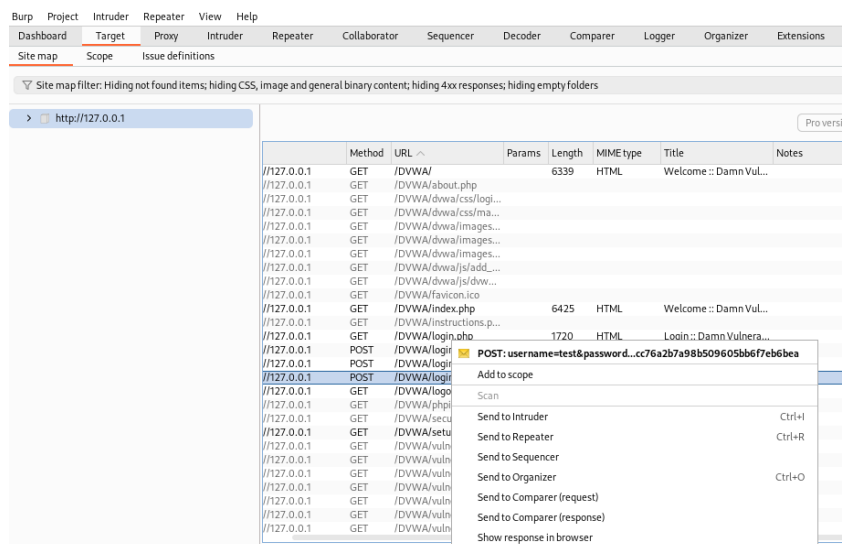 Burp Project Intruder Repeater View Help
Dashboard Target Proxy Intruder Repeater Collaborator Sequencer Decoder Comparer Logger Organizer Extensions
Site map Scope Issue definitions
Site map filter: Hiding not found items; hiding CSS, image and general binary content; hiding 4xx responses; hiding empty folders
http://127.0.0.1
Pro versi
Method URL Params Length MIME type Title Notes
//127.0.0.1 GET /DVWA/ 6339 HTML Welcome :: Damn Vul...
//127.0.0.1 GET /DVWA/about.php
//127.0.0.1 GET /DVWA/dvwa/css/logi...
//127.0.0.1 GET /DVWA/dvwa/css/ma...
//127.0.0.1 GET /DVWA/dvwa/images...
//127.0.0.1 GET /DVWA/dvwa/images...
//127.0.0.1 GET /DVWA/dvwa/images...
//127.0.0.1 GET /DVWA/dvwa/js/add_...
//127.0.0.1 GET /DVWA/dvwa/js/dvw...
//127.0.0.1 GET /DVWA/favicon.ico
//127.0.0.1 GET /DVWA/index.php 6425 HTML Welcome :: Damn Vul...
//127.0.0.1 GET /DVWA/instructions.p...
//127.0.0.1 GET /DVWA/login.php 1720 HTML Login :: Damn Vulnera...
//127.0.0.1 POST /DVWA/login
//127.0.0.1 POST /DVWA/login
//127.0.0.1 POST /DVWA/login
//127.0.0.1 GET /DVWA/logo
//127.0.0.1 GET /DVWA/phpi
//127.0.0.1 GET /DVWA/secu
//127.0.0.1 GET /DVWA/setu
//127.0.0.1 GET /DVWA/vuln
//127.0.0.1 GET /DVWA/vuln
//127.0.0.1 GET /DVWA/vuln
//127.0.0.1 GET /DVWA/vuln
//127.0.0.1 GET /DVWA/vuln
//127.0.0.1 GET /DVWA/vuln
//127.0.0.1 GET /DVWA/vuln
POST: username=test&password...cc76a2b7a98b509605bb6f7eb6bea
Add to scope
Scan
Send to Intruder Ctrl+I
Send to Repeater Ctrl+R
Send to Sequencer
Send to Organizer Ctrl+O
Send to Comparer (request)
Send to Comparer (response)
Show response in browser